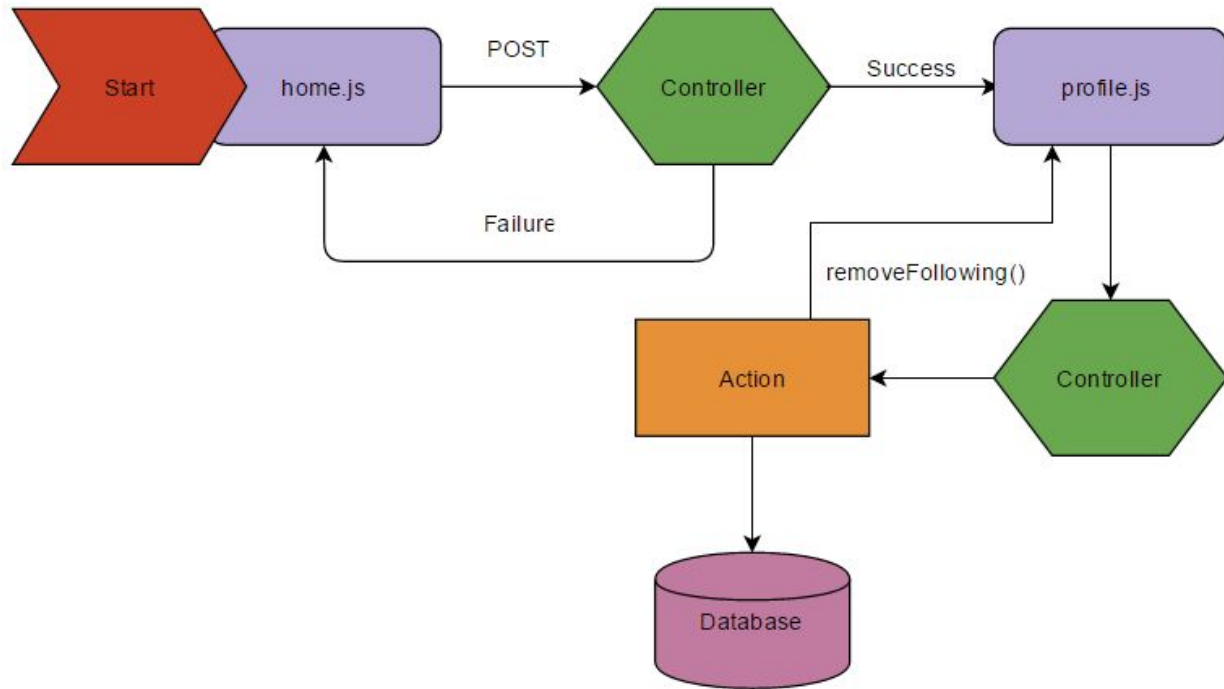 Start
home.js
POST
Controller
Success
profile.js
Failure
removeFollowing()
Action
Controller
Database